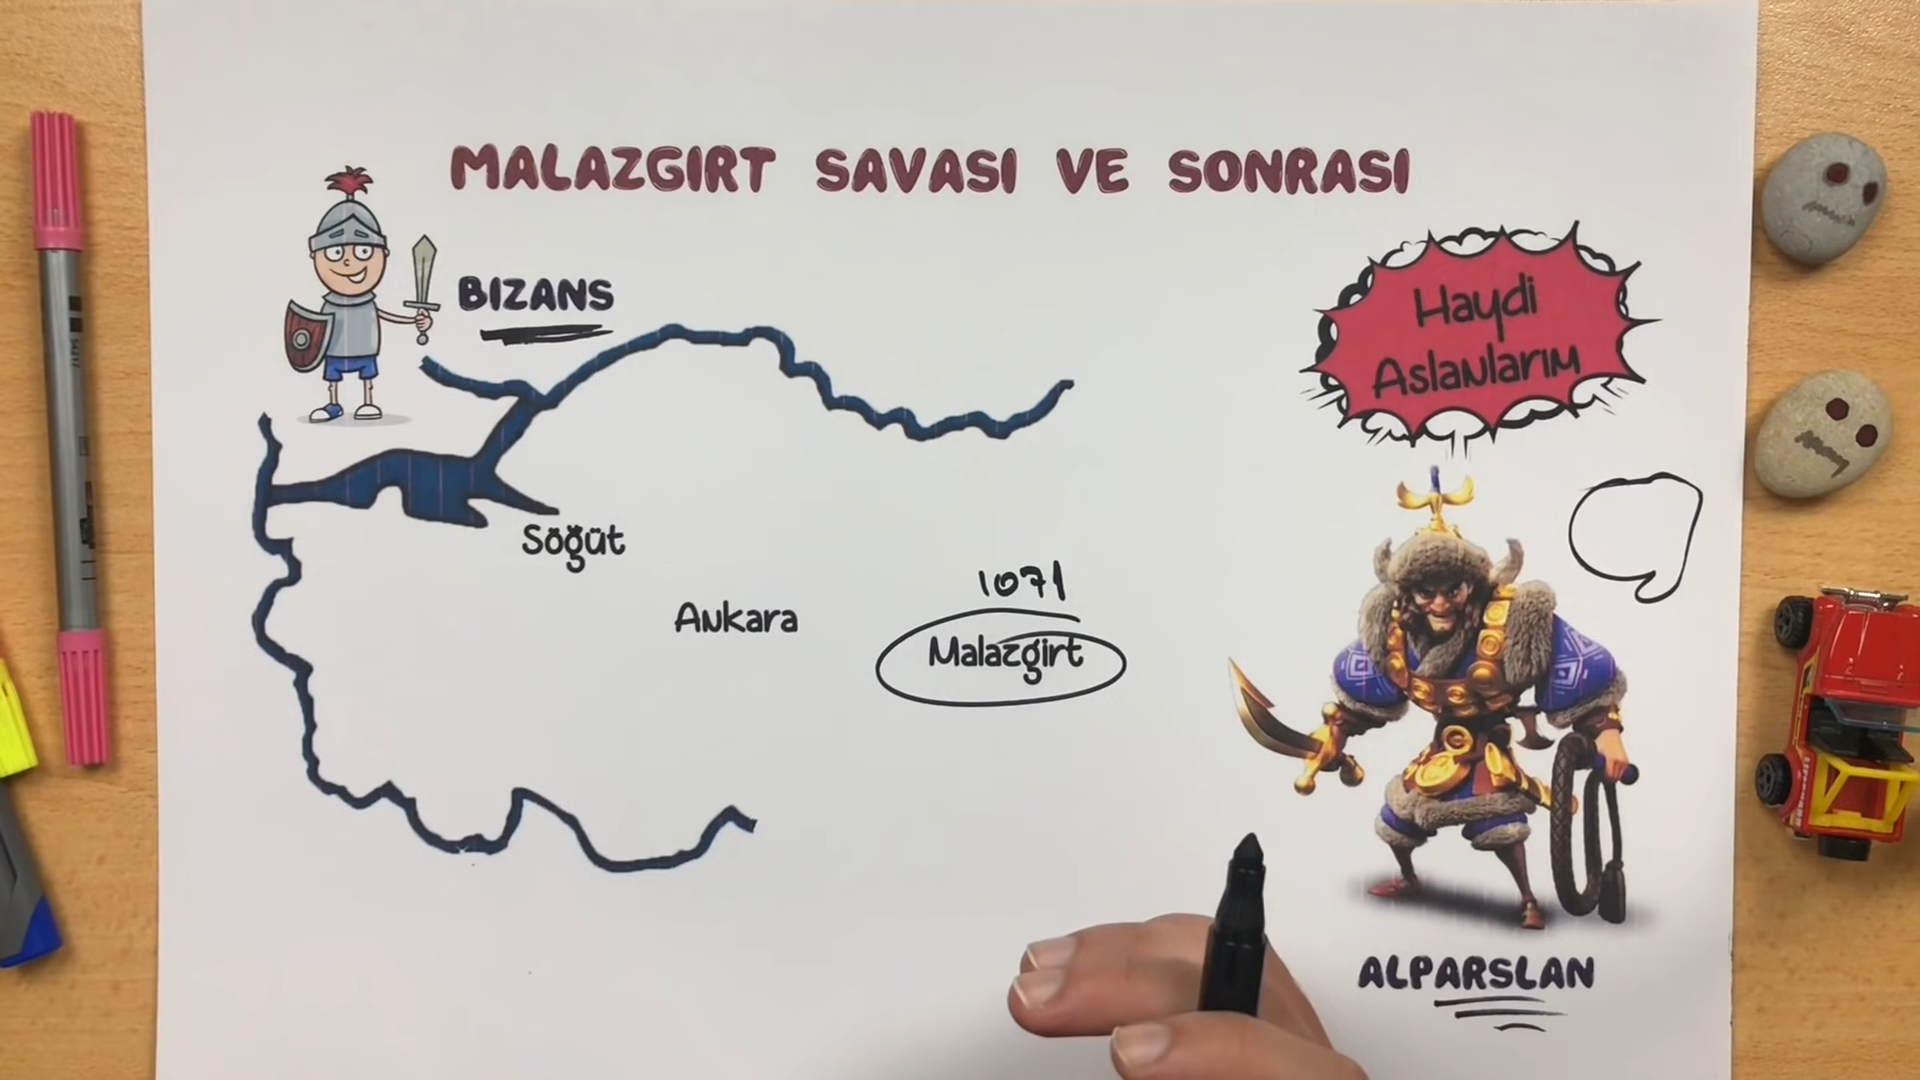 MALAZGIRT SAVASI VE SONRASI
BIZANS
Haydi
Aslanlarım
Söğüt
1071
Ankara
Malazgirt
ALPARSLAN